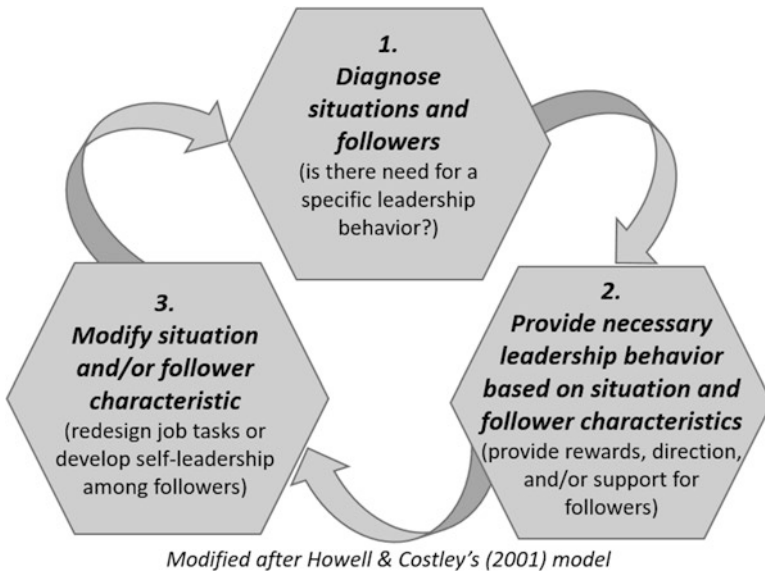 1.
Diagnose
situations and
followers
(is there need for a
specific leadership
behavior?)
2.
Provide necessary
leadership behavior
based on situation and
follower characteristics
(provide rewards, direction,
and/or support for
followers)
3.
Modify situation
and/or follower
characteristic
(redesign job tasks or
develop self-leadership
among followers)
Modified after Howell & Costley’s (2001) model